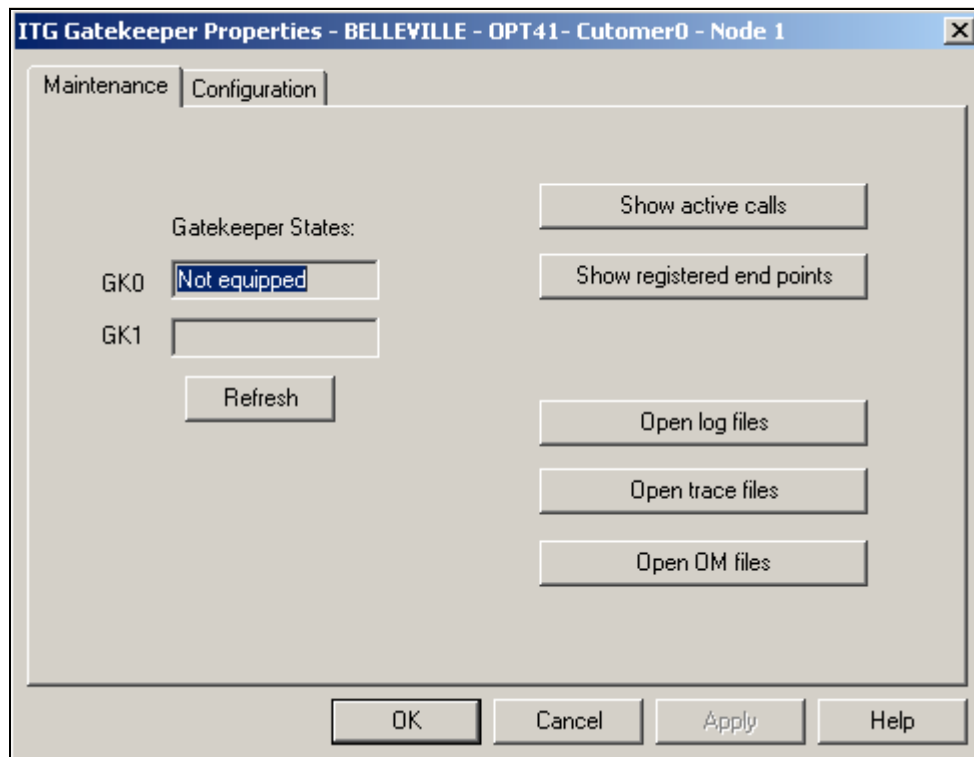 ITG Gatekeeper Properties - BELLEVILLE - OPT41- Cutomer0 - Node 1
Maintenance
Configuration
Gatekeeper States:
GK0
Not equipped
GK1
Refresh
Show active calls
Show registered end points
Open log files
Open trace files
Open OM files
OK
Cancel
Apply
Help